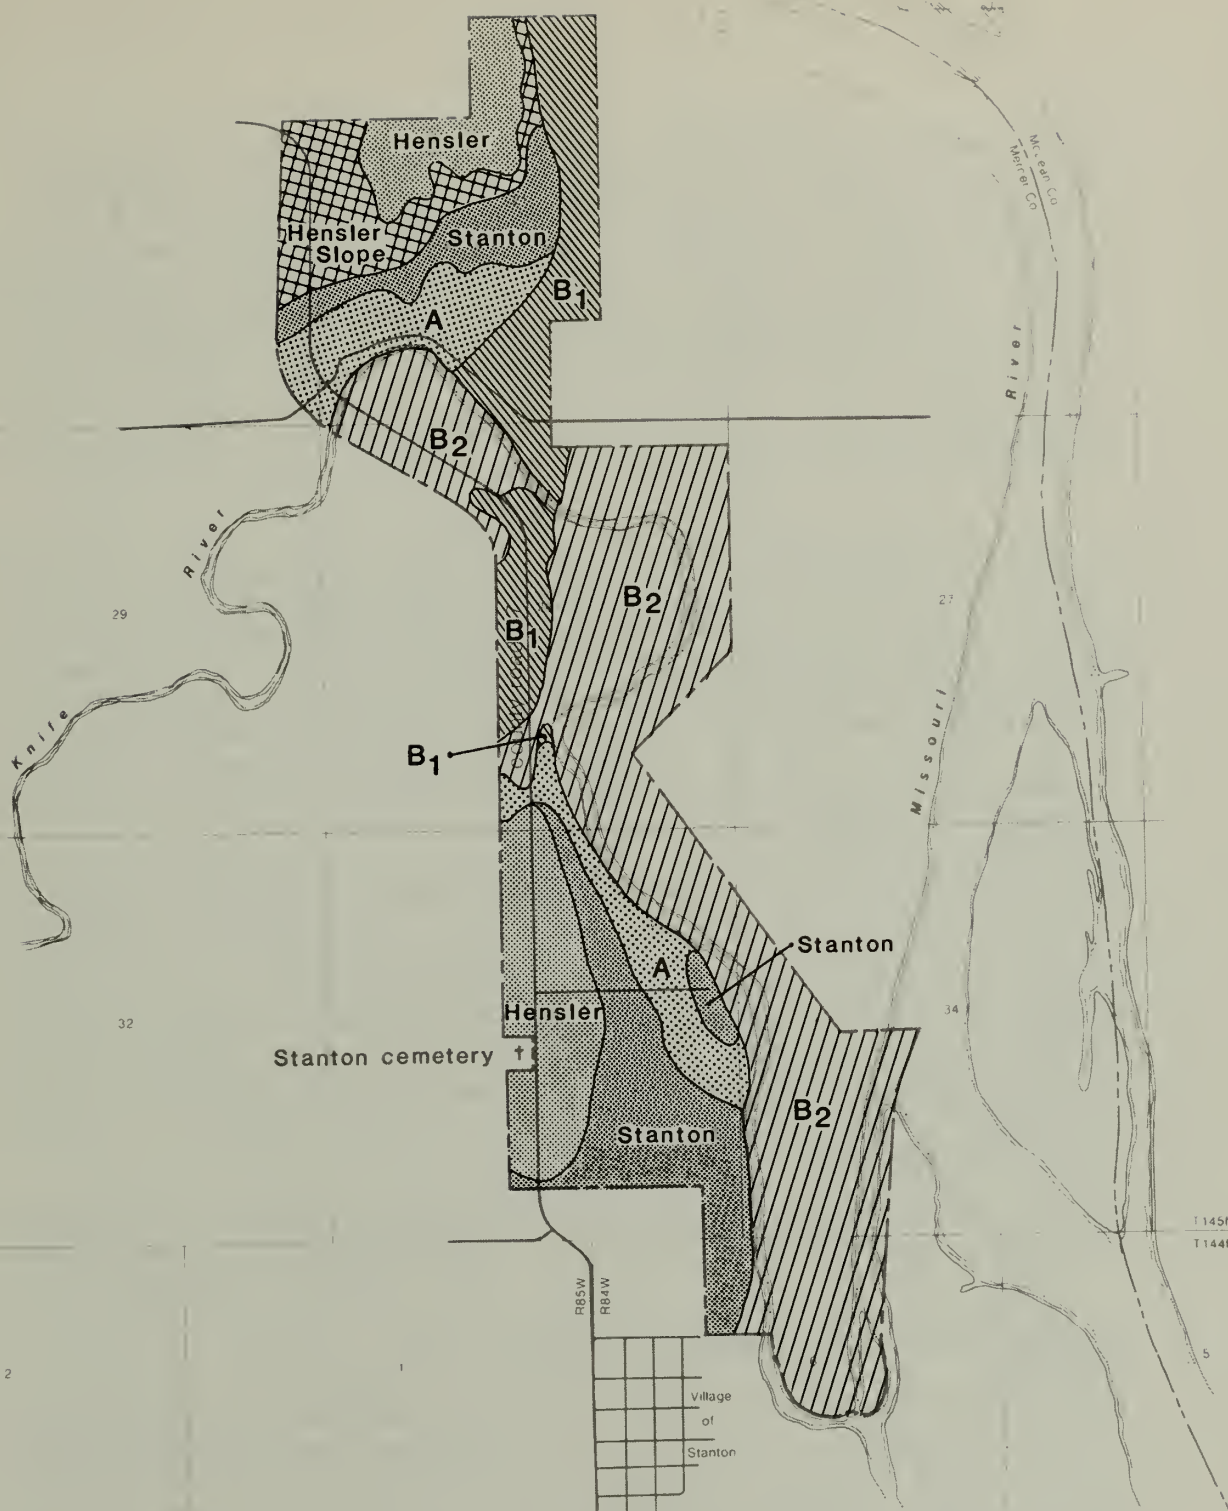 Hensler
McLean Co
Mercer Co
Hensler
Slope
Stanton
B1
A
River
B2
River
29
B2
27
B1
Knife
B1
Missouri
Stanton
A
Hensler
32
34
Stanton cemetery †
B2
Stanton
T145N
T144N
R85W
R84W
2
1
6
5
Village
of
Stanton